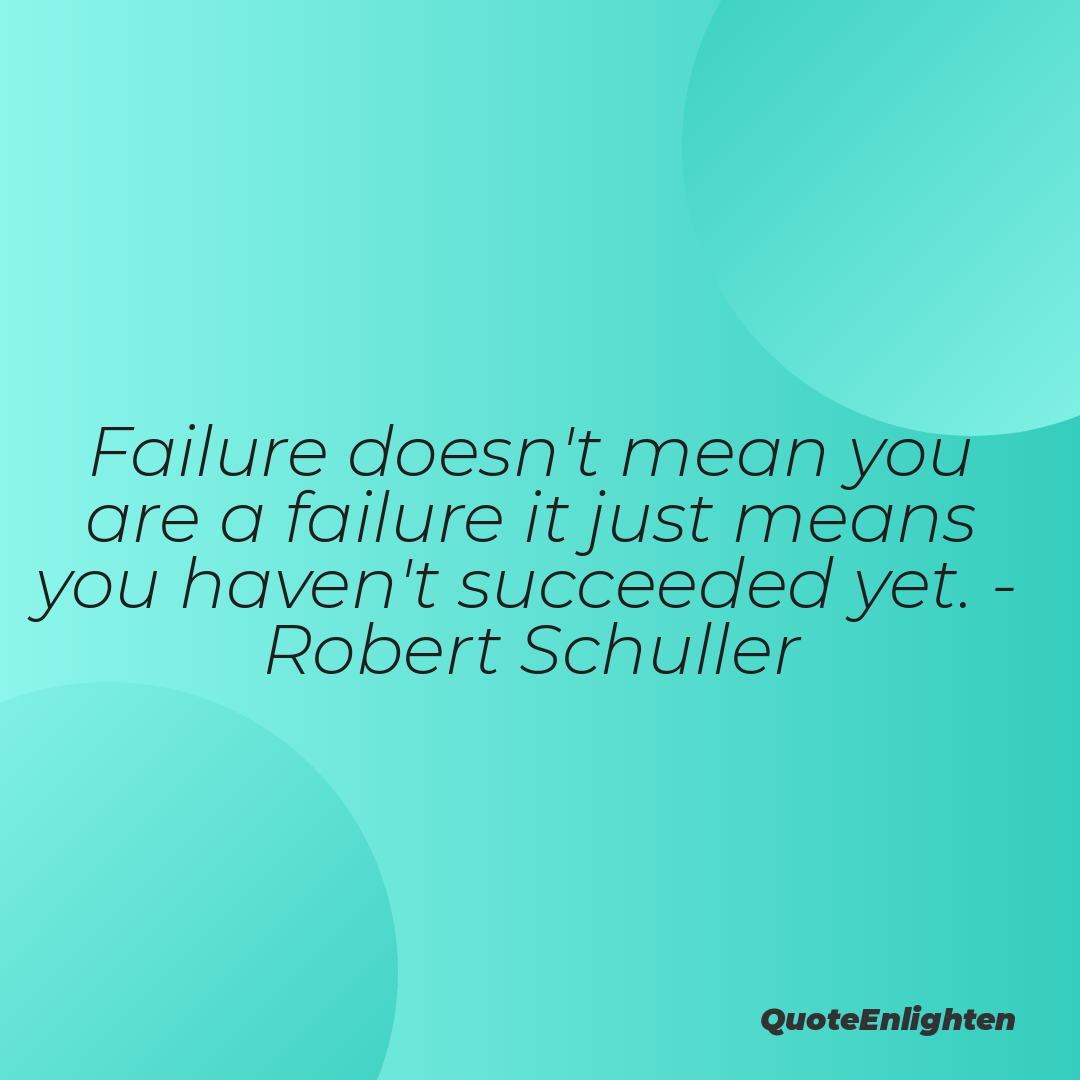 Failure doesn't mean you
are a failure it just means
you haven't succeeded yet. -
Robert Schuller
QuoteEnlighten